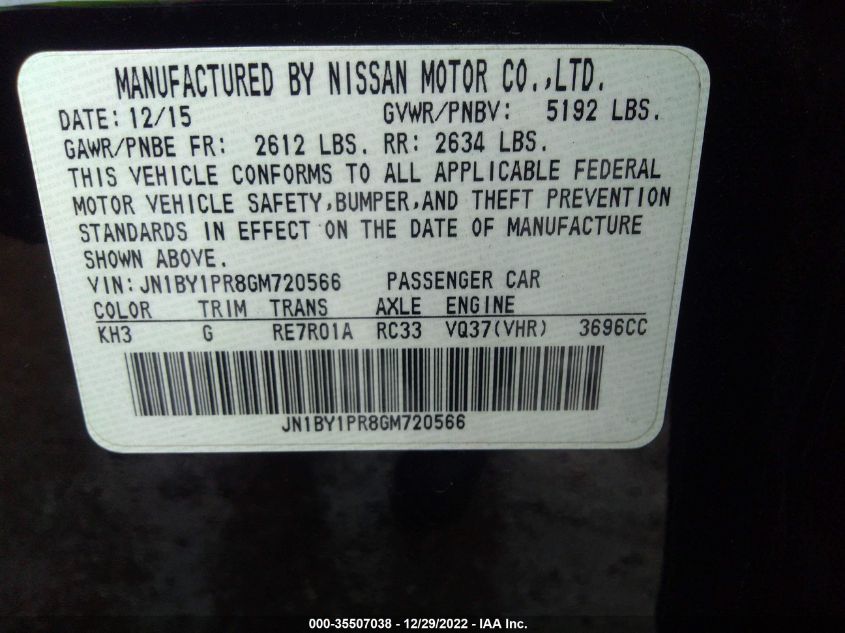 MANUFACTURED BY NISSAN MOTOR CO.,LTD.
DATE: 12/15 GVWR/PNBV: 5192 LBS.
GAWR/PNBE FR: 2612 LBS. RR: 2634 LBS.
THIS VEHICLE CONFORMS TO ALL APPLICABLE FEDERAL
MOTOR VEHICLE SAFETY,BUMPER,AND THEFT PREVENTION
STANDARDS IN EFFECT ON THE DATE OF MANUFACTURE
SHOWN ABOVE.
VIN: JN1BY1PR8GM720566 PASSENGER CAR
COLOR TRIM TRANS AXLE ENGINE
KH3 G RE7R01A RC33 VQ37(VHR) 3696CC
JN1BY1PR8GM720566
000-35507038 - 12/29/2022 - IAA Inc.